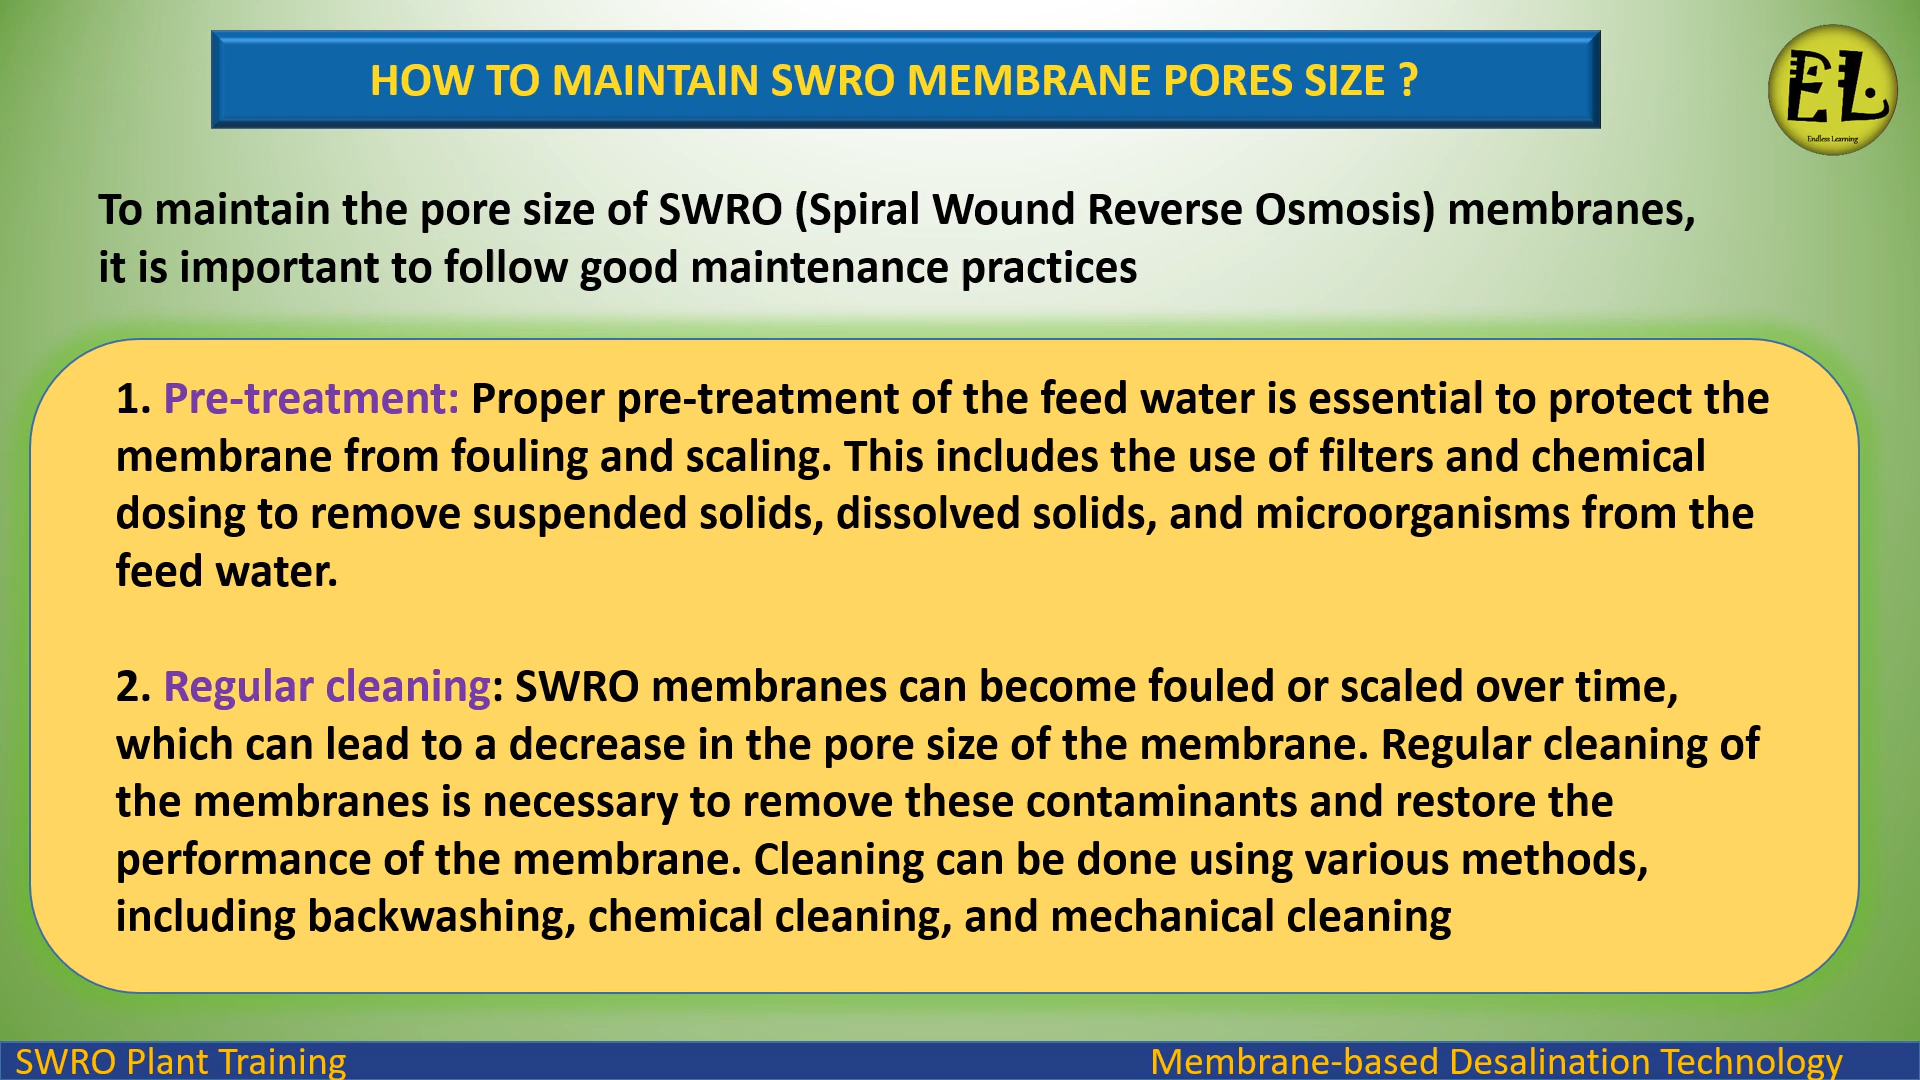 HOW TO MAINTAIN SWRO MEMBRANE PORES SIZE ?
EL
Endless Learning
To maintain the pore size of SWRO (Spiral Wound Reverse Osmosis) membranes,
it is important to follow good maintenance practices
1. Pre-treatment: Proper pre-treatment of the feed water is essential to protect the
membrane from fouling and scaling. This includes the use of filters and chemical
dosing to remove suspended solids, dissolved solids, and microorganisms from the
feed water.
2. Regular cleaning: SWRO membranes can become fouled or scaled over time,
which can lead to a decrease in the pore size of the membrane. Regular cleaning of
the membranes is necessary to remove these contaminants and restore the
performance of the membrane. Cleaning can be done using various methods,
including backwashing, chemical cleaning, and mechanical cleaning
SWRO Plant Training
Membrane-based Desalination Technology